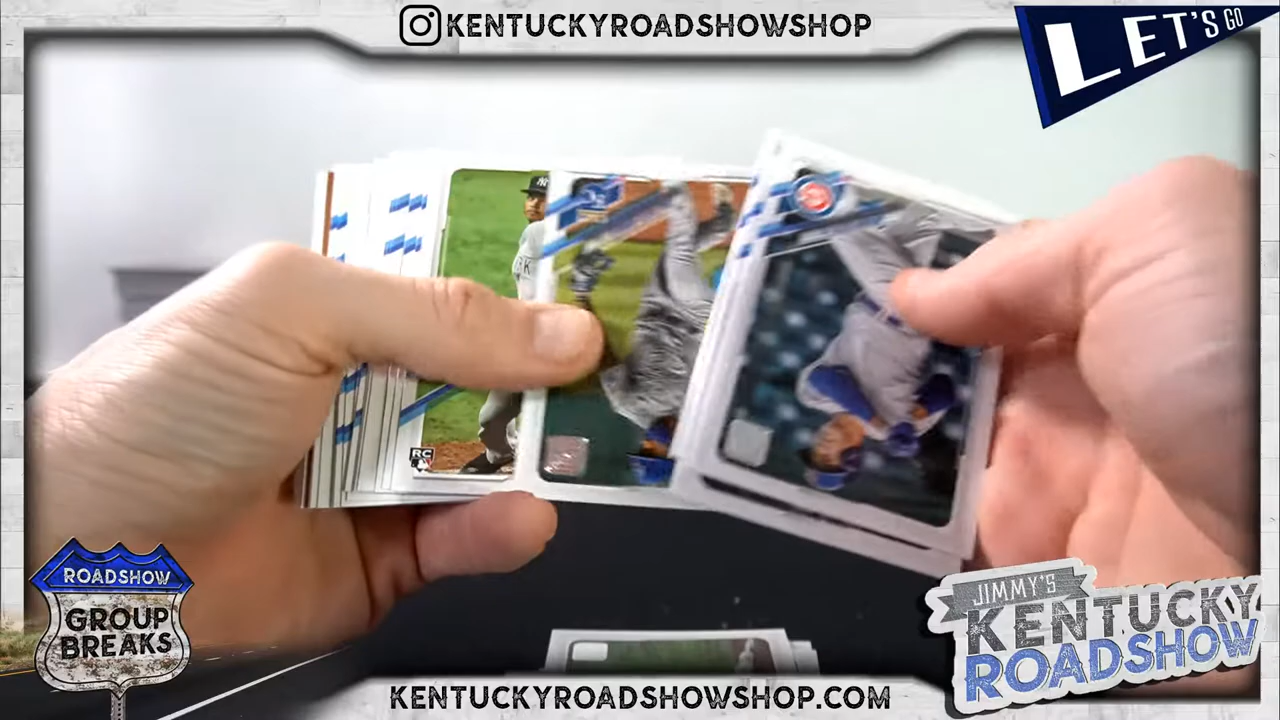 KENTUCKYROADSHOWSHOP
LET'S GO
RC
ROADSHOW
GROUP
BREAKS
JIMMY'S
KENTUCKY
ROADSHOW
KENTUCKYROADSHOWSHOP.COM